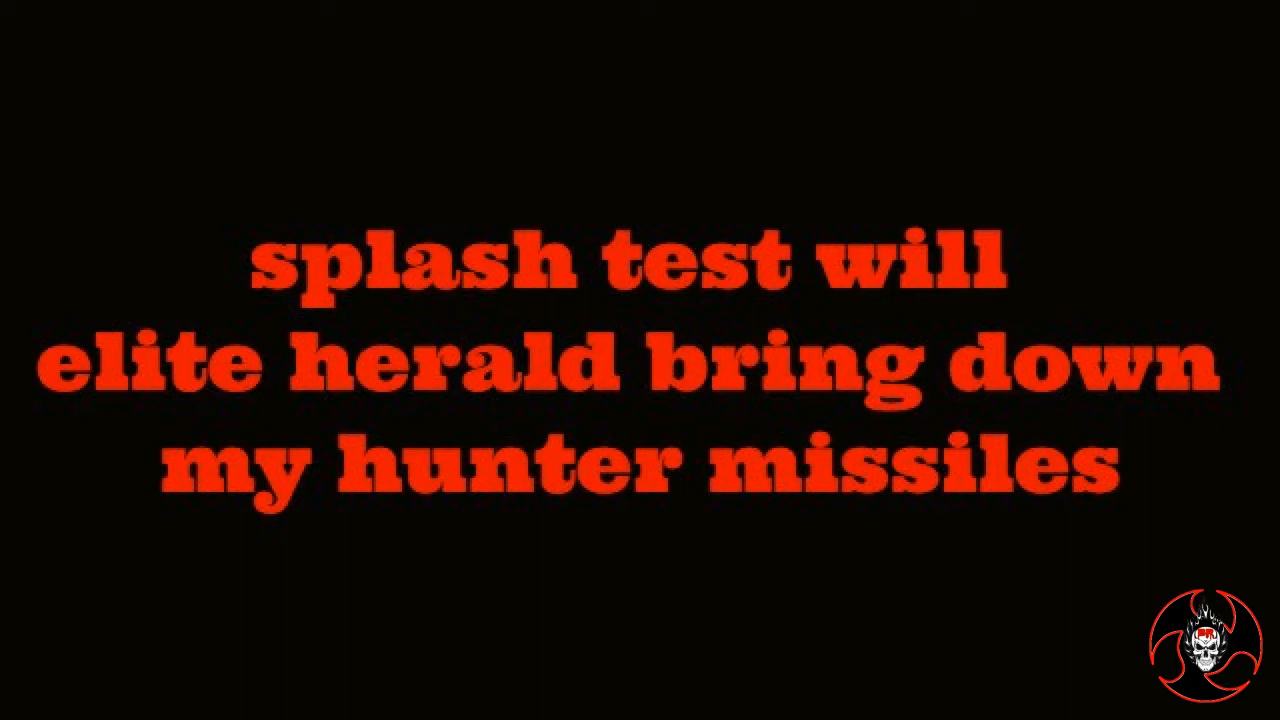 splash test will
elite herald bring down
my hunter missiles